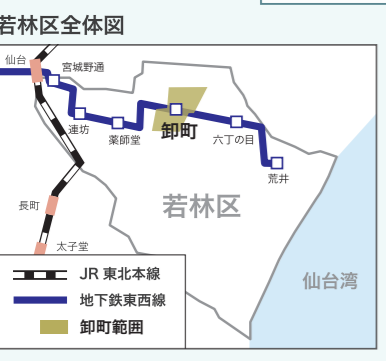 若林区全体図
仙台
宮城野通
連坊
薬師堂
卸町
六丁の目
荒井
若林区
長町
太子堂
仙台湾
JR 東北本線
地下鉄東西線
卸町範囲